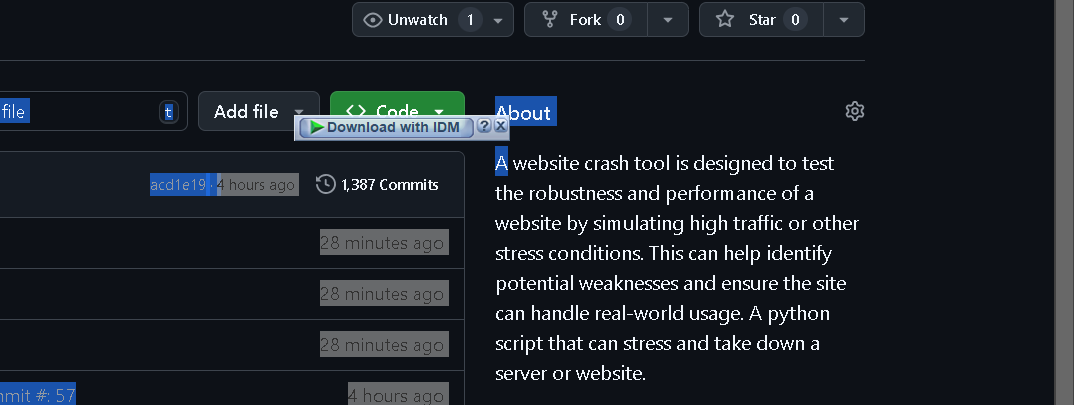 Unwatch 1
Fork 0
Star 0
file
t
Add file
Code
Download with IDM ? X
About
acd1e19 · 4 hours ago
1,387 Commits
28 minutes ago
28 minutes ago
28 minutes ago
mmit #: 57
4 hours ago
A website crash tool is designed to test
the robustness and performance of a
website by simulating high traffic or other
stress conditions. This can help identify
potential weaknesses and ensure the site
can handle real-world usage. A python
script that can stress and take down a
server or website.